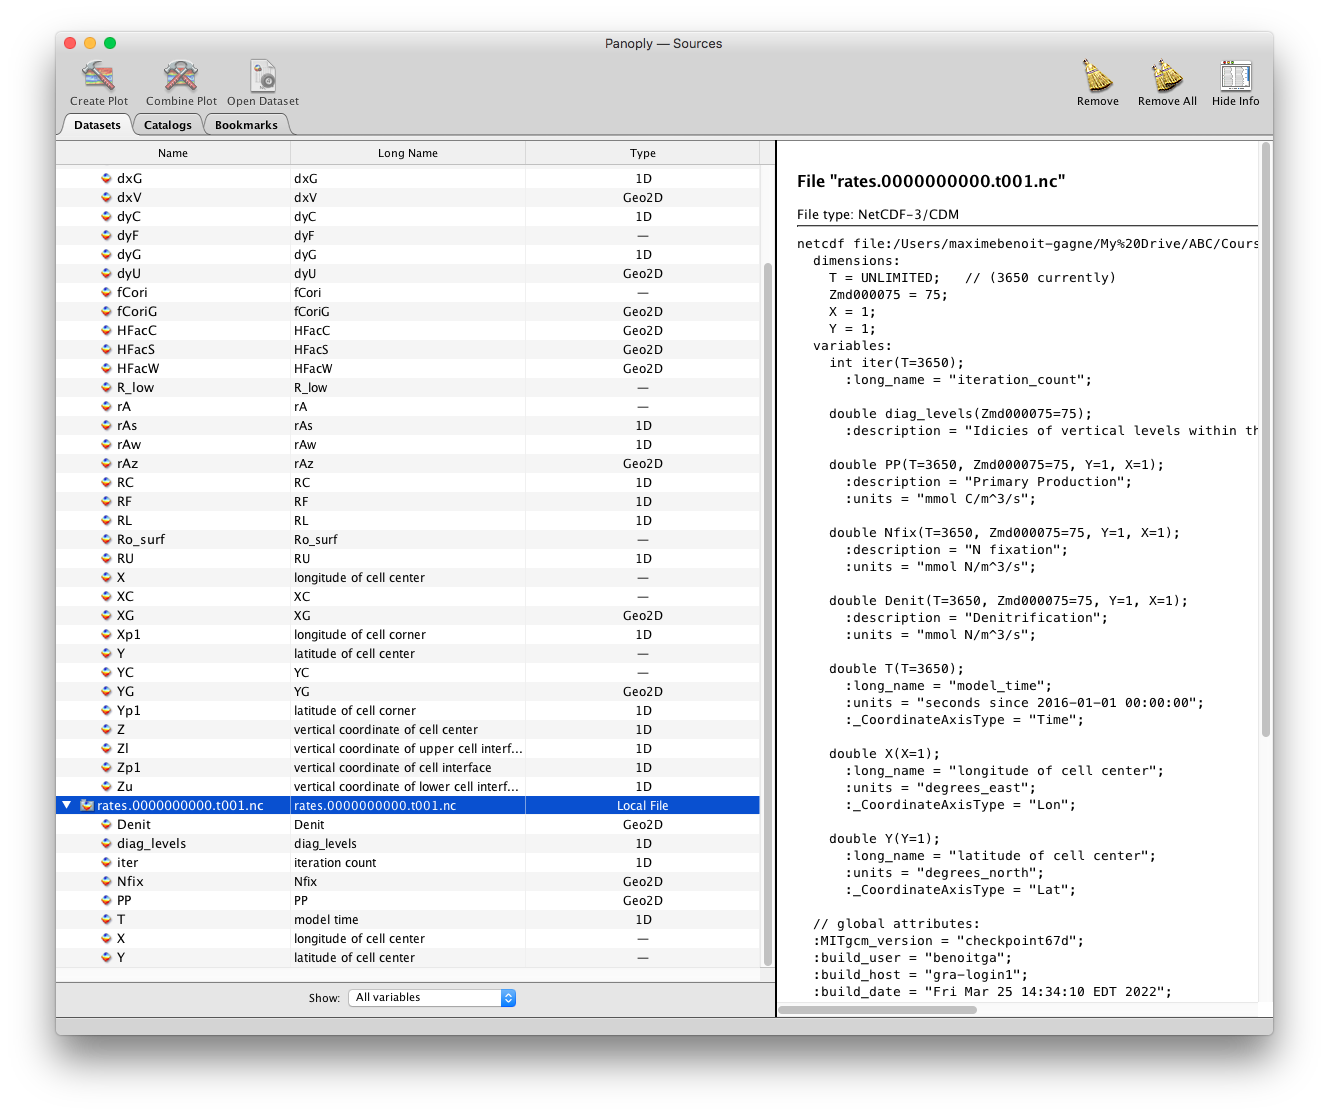 Panoply — Sources
Create Plot Combine Plot Open Dataset Remove Remove All Hide Info
Datasets Catalogs Bookmarks
Name Long Name Type
dxG dxG 1D
dxV dxV Geo2D
dyC dyC 1D
dyF dyF —
dyG dyG 1D
dyU dyU Geo2D
fCori fCori —
fCoriG fCoriG Geo2D
HFacC HFacC Geo2D
HFacS HFacS Geo2D
HFacW HFacW Geo2D
R_low R_low —
rA rA —
rAs rAs 1D
rAw rAw 1D
rAz rAz Geo2D
RC RC 1D
RF RF 1D
RL RL 1D
Ro_surf Ro_surf —
RU RU 1D
X longitude of cell center —
XC XC —
XG XG Geo2D
Xp1 longitude of cell corner 1D
Y latitude of cell center —
YC YC —
YG YG Geo2D
Yp1 latitude of cell corner 1D
Z vertical coordinate of cell center 1D
Zl vertical coordinate of upper cell interf... 1D
Zp1 vertical coordinate of cell interface 1D
Zu vertical coordinate of lower cell interf... 1D
rates.0000000000.t001.nc rates.0000000000.t001.nc Local File
Denit Denit Geo2D
diag_levels diag_levels 1D
iter iteration count 1D
Nfix Nfix Geo2D
PP PP Geo2D
T model time 1D
X longitude of cell center —
Y latitude of cell center —
Show: All variables
File "rates.0000000000.t001.nc"
File type: NetCDF-3/CDM
netcdf file:/Users/maximebenoit-gagne/My%20Drive/ABC/Cours
dimensions:
T = UNLIMITED; // (3650 currently)
Zmd000075 = 75;
X = 1;
Y = 1;
variables:
int iter(T=3650);
:long_name = "iteration_count";
double diag_levels(Zmd000075=75);
:description = "Idicies of vertical levels within th
double PP(T=3650, Zmd000075=75, Y=1, X=1);
:description = "Primary Production";
:units = "mmol C/m^3/s";
double Nfix(T=3650, Zmd000075=75, Y=1, X=1);
:description = "N fixation";
:units = "mmol N/m^3/s";
double Denit(T=3650, Zmd000075=75, Y=1, X=1);
:description = "Denitrification";
:units = "mmol N/m^3/s";
double T(T=3650);
:long_name = "model_time";
:units = "seconds since 2016-01-01 00:00:00";
:_CoordinateAxisType = "Time";
double X(X=1);
:long_name = "longitude of cell center";
:units = "degrees_east";
:_CoordinateAxisType = "Lon";
double Y(Y=1);
:long_name = "latitude of cell center";
:units = "degrees_north";
:_CoordinateAxisType = "Lat";
// global attributes:
:MITgcm_version = "checkpoint67d";
:build_user = "benoitga";
:build_host = "gra-login1";
:build_date = "Fri Mar 25 14:34:10 EDT 2022";